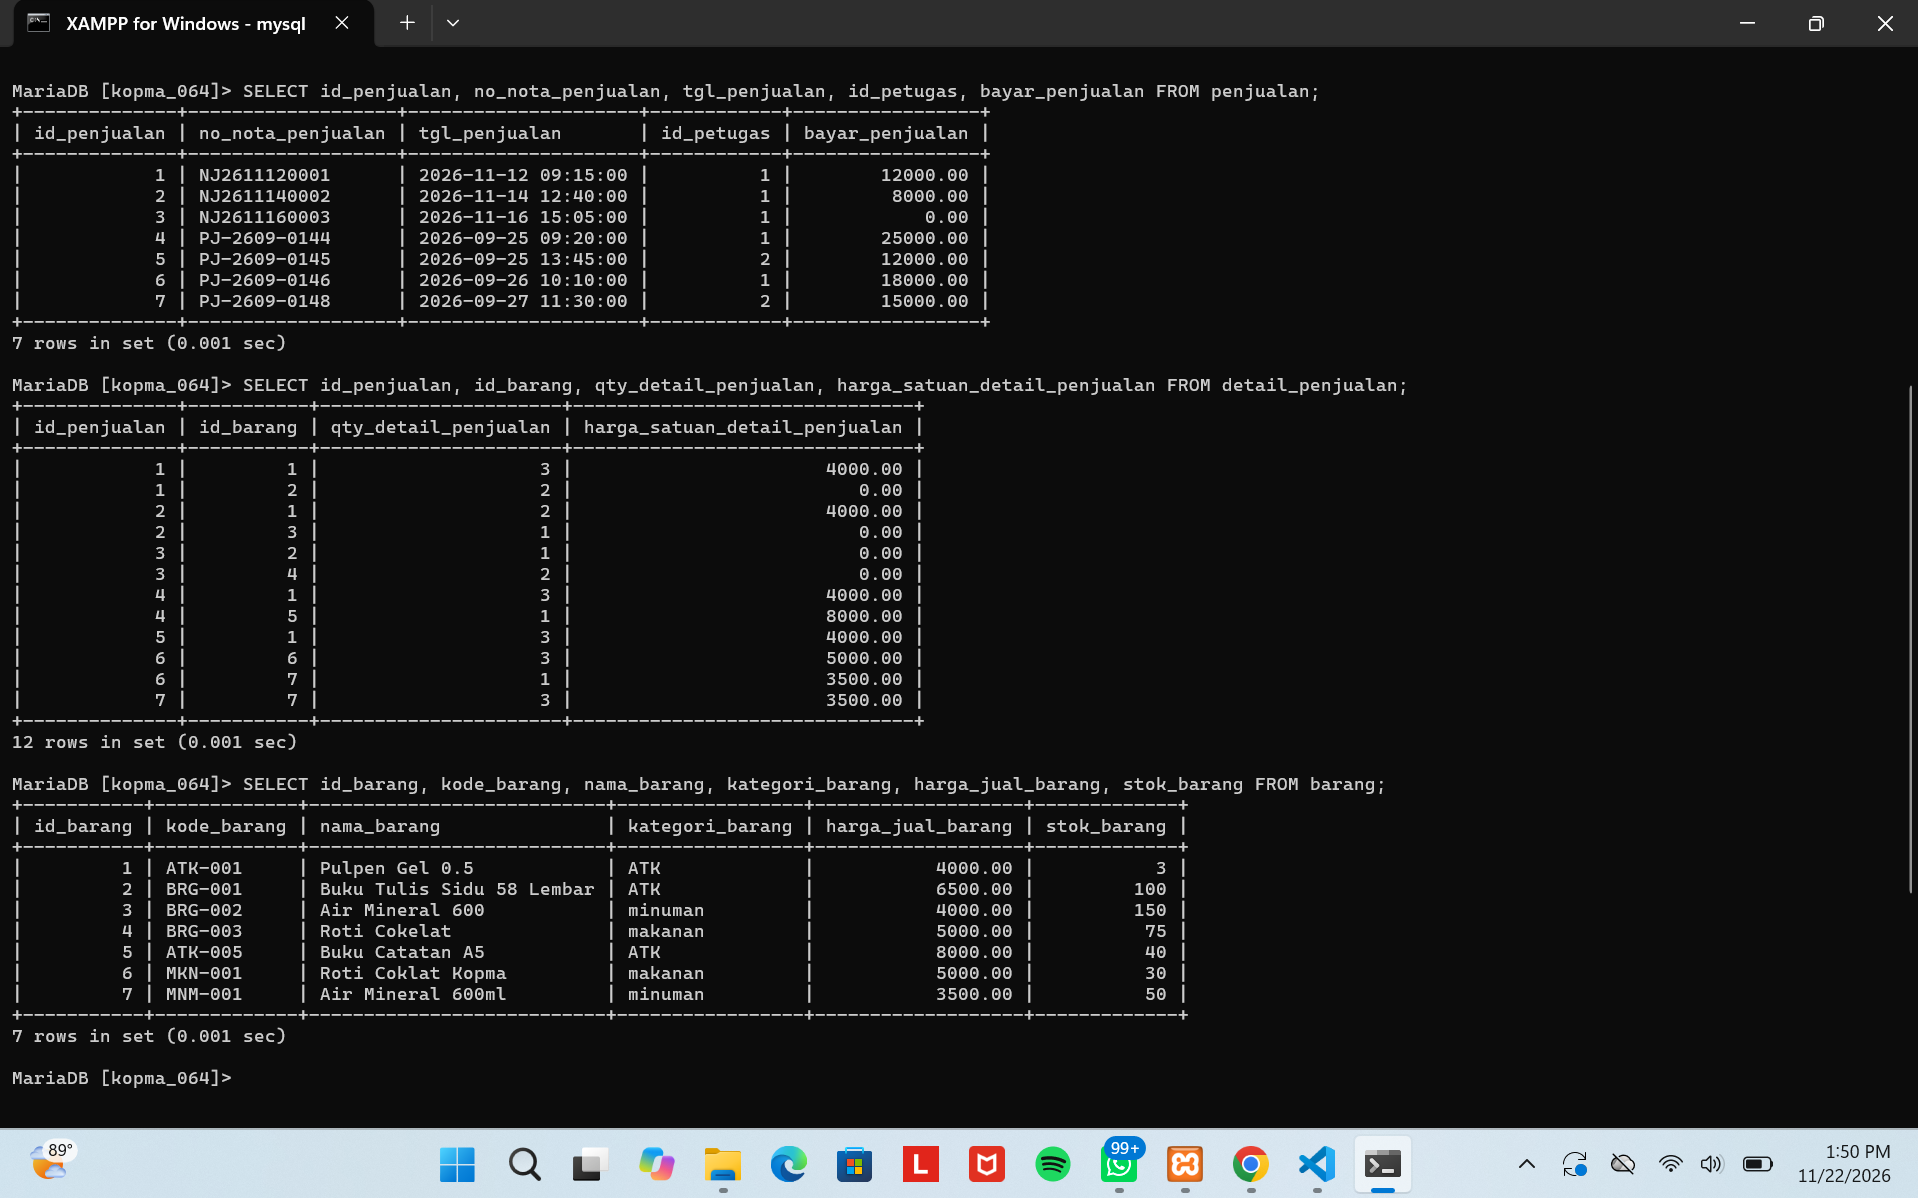 XAMPP for Windows - mysql
MariaDB [kopma_064]> SELECT id_penjualan, no_nota_penjualan, tgl_penjualan, id_petugas, bayar_penjualan FROM penjualan;
+--------------+-------------------+---------------------+------------+-----------------+
| id_penjualan | no_nota_penjualan | tgl_penjualan       | id_petugas | bayar_penjualan |
+--------------+-------------------+---------------------+------------+-----------------+
|            1 | NJ2611120001      | 2026-11-12 09:15:00 |          1 |        12000.00 |
|            2 | NJ2611140002      | 2026-11-14 12:40:00 |          1 |         8000.00 |
|            3 | NJ2611160003      | 2026-11-16 15:05:00 |          1 |            0.00 |
|            4 | PJ-2609-0144      | 2026-09-25 09:20:00 |          1 |        25000.00 |
|            5 | PJ-2609-0145      | 2026-09-25 13:45:00 |          2 |        12000.00 |
|            6 | PJ-2609-0146      | 2026-09-26 10:10:00 |          1 |        18000.00 |
|            7 | PJ-2609-0148      | 2026-09-27 11:30:00 |          2 |        15000.00 |
+--------------+-------------------+---------------------+------------+-----------------+
7 rows in set (0.001 sec)
MariaDB [kopma_064]> SELECT id_penjualan, id_barang, qty_detail_penjualan, harga_satuan_detail_penjualan FROM detail_penjualan;
+--------------+-----------+----------------------+-------------------------------+
| id_penjualan | id_barang | qty_detail_penjualan | harga_satuan_detail_penjualan |
+--------------+-----------+----------------------+-------------------------------+
|            1 |         1 |                    3 |                       4000.00 |
|            1 |         2 |                    2 |                          0.00 |
|            2 |         1 |                    2 |                       4000.00 |
|            2 |         3 |                    1 |                          0.00 |
|            3 |         2 |                    1 |                          0.00 |
|            3 |         4 |                    2 |                          0.00 |
|            4 |         1 |                    3 |                       4000.00 |
|            4 |         5 |                    1 |                       8000.00 |
|            5 |         1 |                    3 |                       4000.00 |
|            6 |         6 |                    3 |                       5000.00 |
|            6 |         7 |                    1 |                       3500.00 |
|            7 |         7 |                    3 |                       3500.00 |
+--------------+-----------+----------------------+-------------------------------+
12 rows in set (0.001 sec)
MariaDB [kopma_064]> SELECT id_barang, kode_barang, nama_barang, kategori_barang, harga_jual_barang, stok_barang FROM barang;
+-----------+-------------+---------------------------+-----------------+-------------------+-------------+
| id_barang | kode_barang | nama_barang               | kategori_barang | harga_jual_barang | stok_barang |
+-----------+-------------+---------------------------+-----------------+-------------------+-------------+
|         1 | ATK-001     | Pulpen Gel 0.5            | ATK             |           4000.00 |           3 |
|         2 | BRG-001     | Buku Tulis Sidu 58 Lembar | ATK             |           6500.00 |         100 |
|         3 | BRG-002     | Air Mineral 600           | minuman         |           4000.00 |         150 |
|         4 | BRG-003     | Roti Cokelat              | makanan         |           5000.00 |          75 |
|         5 | ATK-005     | Buku Catatan A5           | ATK             |           8000.00 |          40 |
|         6 | MKN-001     | Roti Coklat Kopma         | makanan         |           5000.00 |          30 |
|         7 | MNM-001     | Air Mineral 600ml         | minuman         |           3500.00 |          50 |
+-----------+-------------+---------------------------+-----------------+-------------------+-------------+
7 rows in set (0.001 sec)
MariaDB [kopma_064]>
89°
L
99+
1:50 PM
11/22/2026